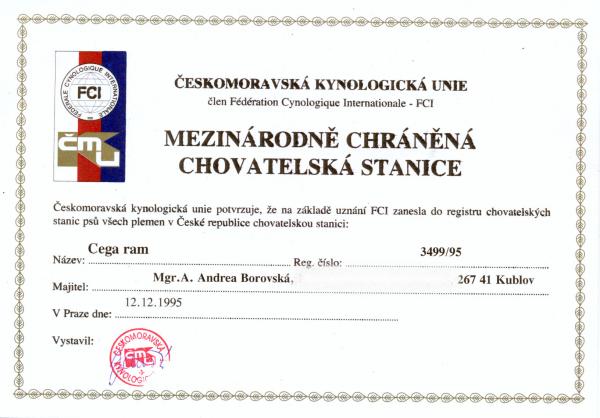 FÉDÉRALE CYNOLOGIQUE INTERNATIONALE
FCI
ČMKU
ČESKOMORAVSKÁ KYNOLOGICKÁ UNIE
člen Fédération Cynologique Internationale - FCI
MEZINÁRODNĚ CHRÁNĚNÁ
CHOVATELSKÁ STANICE
Českomoravská kynologická unie potvrzuje, že na základě uznání FCI zanesla do registru chovatelských
stanic psů všech plemen v České republice chovatelskou stanici:
Název: Cega ram Reg. číslo: 3499/95
Majitel: Mgr.A. Andrea Borovská, 267 41 Kublov
V Praze dne: 12.12.1995
Vystavil:
ČESKOMORAVSKÁ